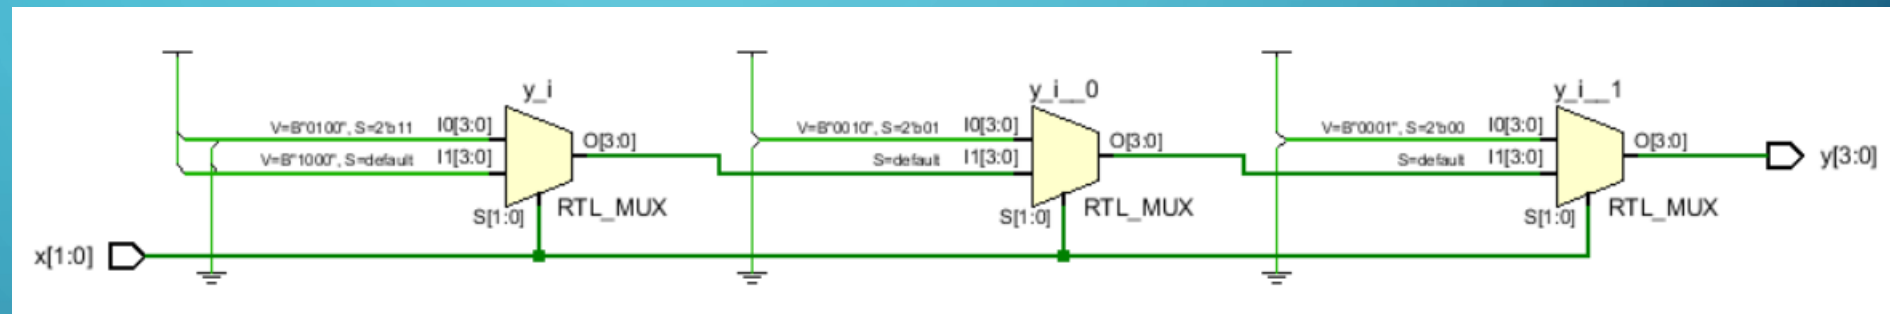 y_i
V=B"0100", S=2'b11 I0[3:0]
V=B"1000", S=default I1[3:0]
O[3:0]
S[1:0]
RTL_MUX
y_i__0
V=B"0010", S=2'b01 I0[3:0]
S=default I1[3:0]
O[3:0]
S[1:0]
RTL_MUX
y_i__1
V=B"0001", S=2'b00 I0[3:0]
S=default I1[3:0]
O[3:0]
S[1:0]
RTL_MUX
x[1:0]
y[3:0]